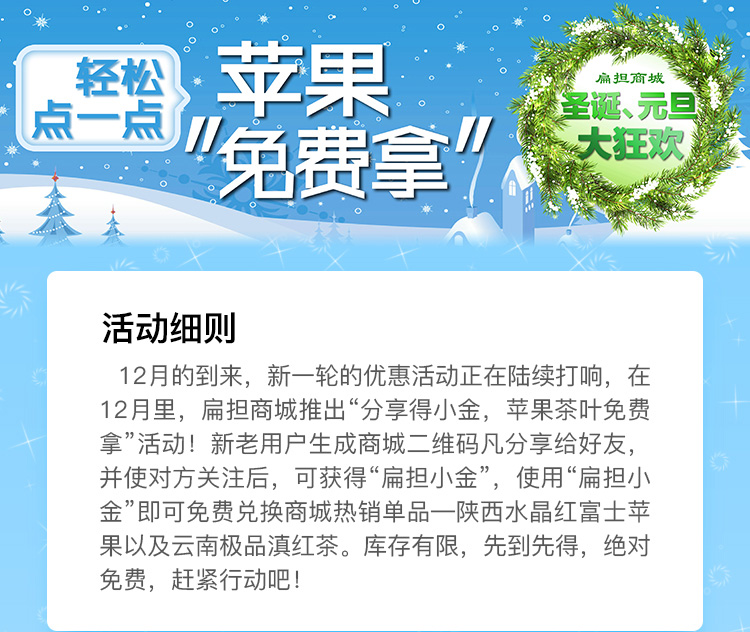 轻松
点一点
苹果
"免费拿"
扁担商城
圣诞、元旦
大狂欢
活动细则
12月的到来，新一轮的优惠活动正在陆续打响，在
12月里，扁担商城推出“分享得小金，苹果茶叶免费
拿”活动！新老用户生成商城二维码凡分享给好友，
并使对方关注后，可获得“扁担小金”，使用“扁担小
金”即可免费兑换商城热销单品—陕西水晶红富士苹
果以及云南极品滇红茶。库存有限，先到先得，绝对
免费，赶紧行动吧！